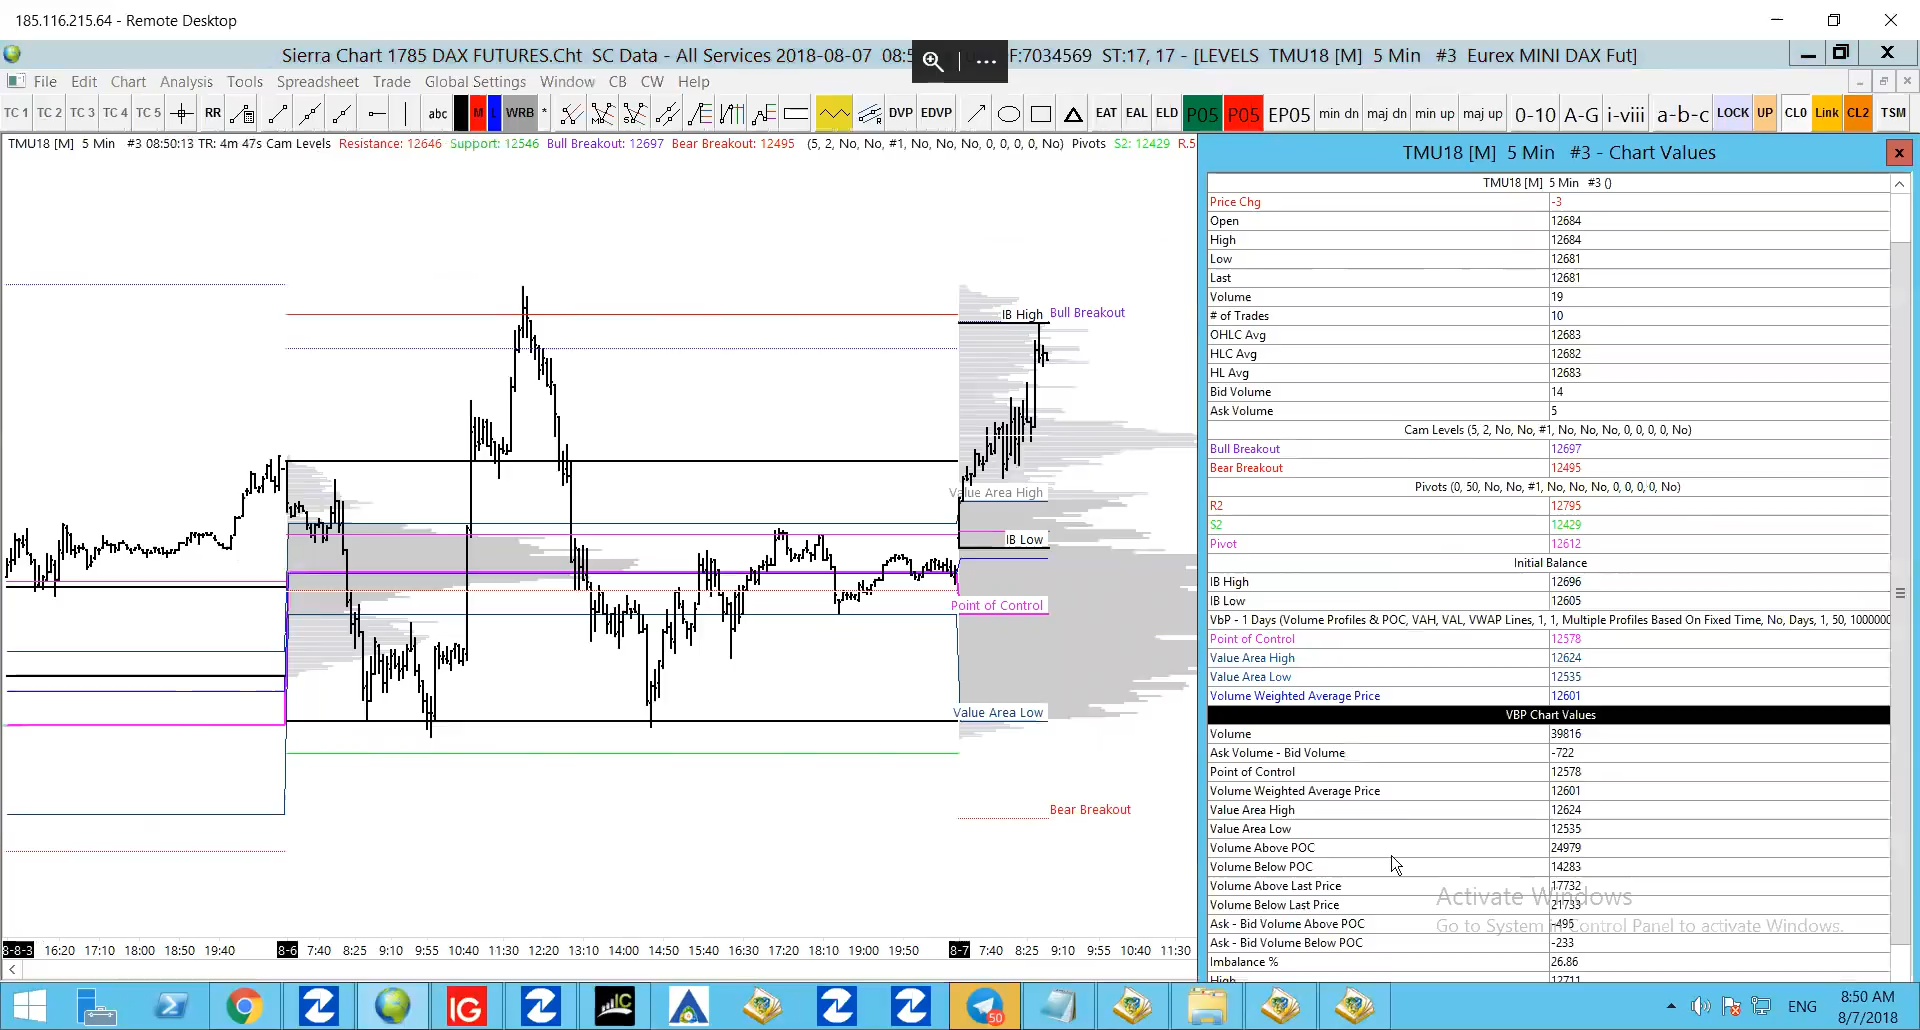 185.116.215.64 - Remote Desktop
Sierra Chart 1785 DAX FUTURES.Cht SC Data - All Services 2018-08-07 08:5
F:7034569 ST:17, 17 - [LEVELS TMU18 [M] 5 Min #3 Eurex MINI DAX Fut]
File Edit Chart Analysis Tools Spreadsheet Trade Global Settings Window CB CW Help
TC 1 TC 2 TC 3 TC 4 TC 5 RR abc M L WRB * DVP EDVP EAT EAL ELD P05 P05 EP05 min dn maj dn min up maj up 0-10 A-G i-viii a-b-c LOCK UP CL0 Link CL2 TSM
TMU18 [M] 5 Min #3 08:50:13 TR: 4m 47s Cam Levels Resistance: 12646 Support: 12546 Bull Breakout: 12697 Bear Breakout: 12495 (5, 2, No, No, #1, No, No, No, 0, 0, 0, 0, No) Pivots S2: 12429 R.5
IB High Bull Breakout
Value Area High
IB Low
Point of Control
Value Area Low
Bear Breakout
8-8-3 16:20 17:10 18:00 18:50 19:40 8-6 7:40 8:25 9:10 9:55 10:40 11:30 12:20 13:10 14:00 14:50 15:40 16:30 17:20 18:10 19:00 19:50 8-7 7:40 8:25 9:10 9:55 10:40 11:30
TMU18 [M] 5 Min #3 - Chart Values
TMU18 [M] 5 Min #3 ()
Price Chg -3
Open 12684
High 12684
Low 12681
Last 12681
Volume 19
# of Trades 10
OHLC Avg 12683
HLC Avg 12682
HL Avg 12683
Bid Volume 14
Ask Volume 5
Cam Levels (5, 2, No, No, #1, No, No, No, 0, 0, 0, 0, No)
Bull Breakout 12697
Bear Breakout 12495
Pivots (0, 50, No, No, #1, No, No, No, 0, 0, 0, 0, No)
R2 12795
S2 12429
Pivot 12612
Initial Balance
IB High 12696
IB Low 12605
VbP - 1 Days (Volume Profiles & POC, VAH, VAL, VWAP Lines, 1, 1, Multiple Profiles Based On Fixed Time, No, Days, 1, 50, 1000000
Point of Control 12578
Value Area High 12624
Value Area Low 12535
Volume Weighted Average Price 12601
VBP Chart Values
Volume 39816
Ask Volume - Bid Volume -722
Point of Control 12578
Volume Weighted Average Price 12601
Value Area High 12624
Value Area Low 12535
Volume Above POC 24979
Volume Below POC 14283
Volume Above Last Price 17732
Volume Below Last Price 21733
Ask - Bid Volume Above POC -495
Ask - Bid Volume Below POC -233
Imbalance % 26.86
High 12711
Activate Windows
Go to System in Control Panel to activate Windows.
IG
IC
50
ENG
8:50 AM
8/7/2018